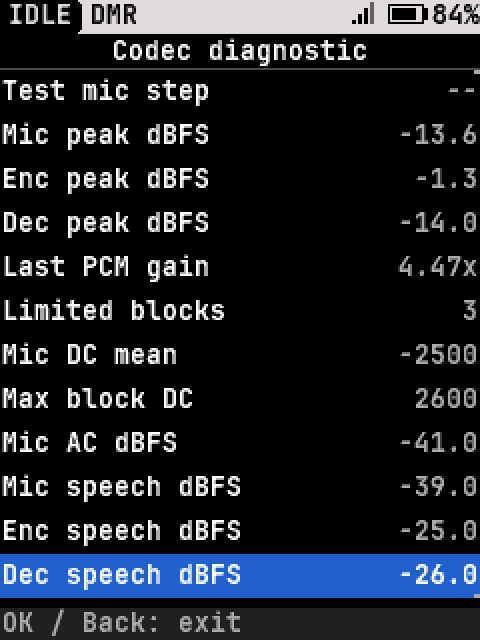 IDLE DMR 84%
Codec diagnostic
Test mic step --
Mic peak dBFS -13.6
Enc peak dBFS -1.3
Dec peak dBFS -14.0
Last PCM gain 4.47x
Limited blocks 3
Mic DC mean -2500
Max block DC 2600
Mic AC dBFS -41.0
Mic speech dBFS -39.0
Enc speech dBFS -25.0
Dec speech dBFS -26.0
OK / Back: exit